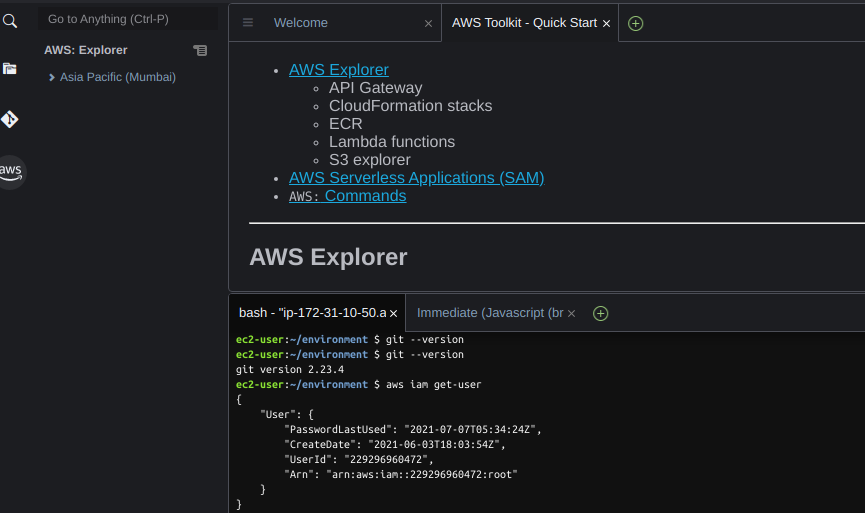 Go to Anything (Ctrl-P)
AWS: Explorer
Asia Pacific (Mumbai)
aws
Welcome
AWS Toolkit - Quick Start
AWS Explorer
API Gateway
CloudFormation stacks
ECR
Lambda functions
S3 explorer
AWS Serverless Applications (SAM)
AWS: Commands
AWS Explorer
bash - "ip-172-31-10-50.a
Immediate (Javascript (br
ec2-user:~/environment $ git --version
ec2-user:~/environment $ git --version
git version 2.23.4
ec2-user:~/environment $ aws iam get-user
{
"User": {
"PasswordLastUsed": "2021-07-07T05:34:24Z",
"CreateDate": "2021-06-03T18:03:54Z",
"UserId": "229296960472",
"Arn": "arn:aws:iam::229296960472:root"
}
}